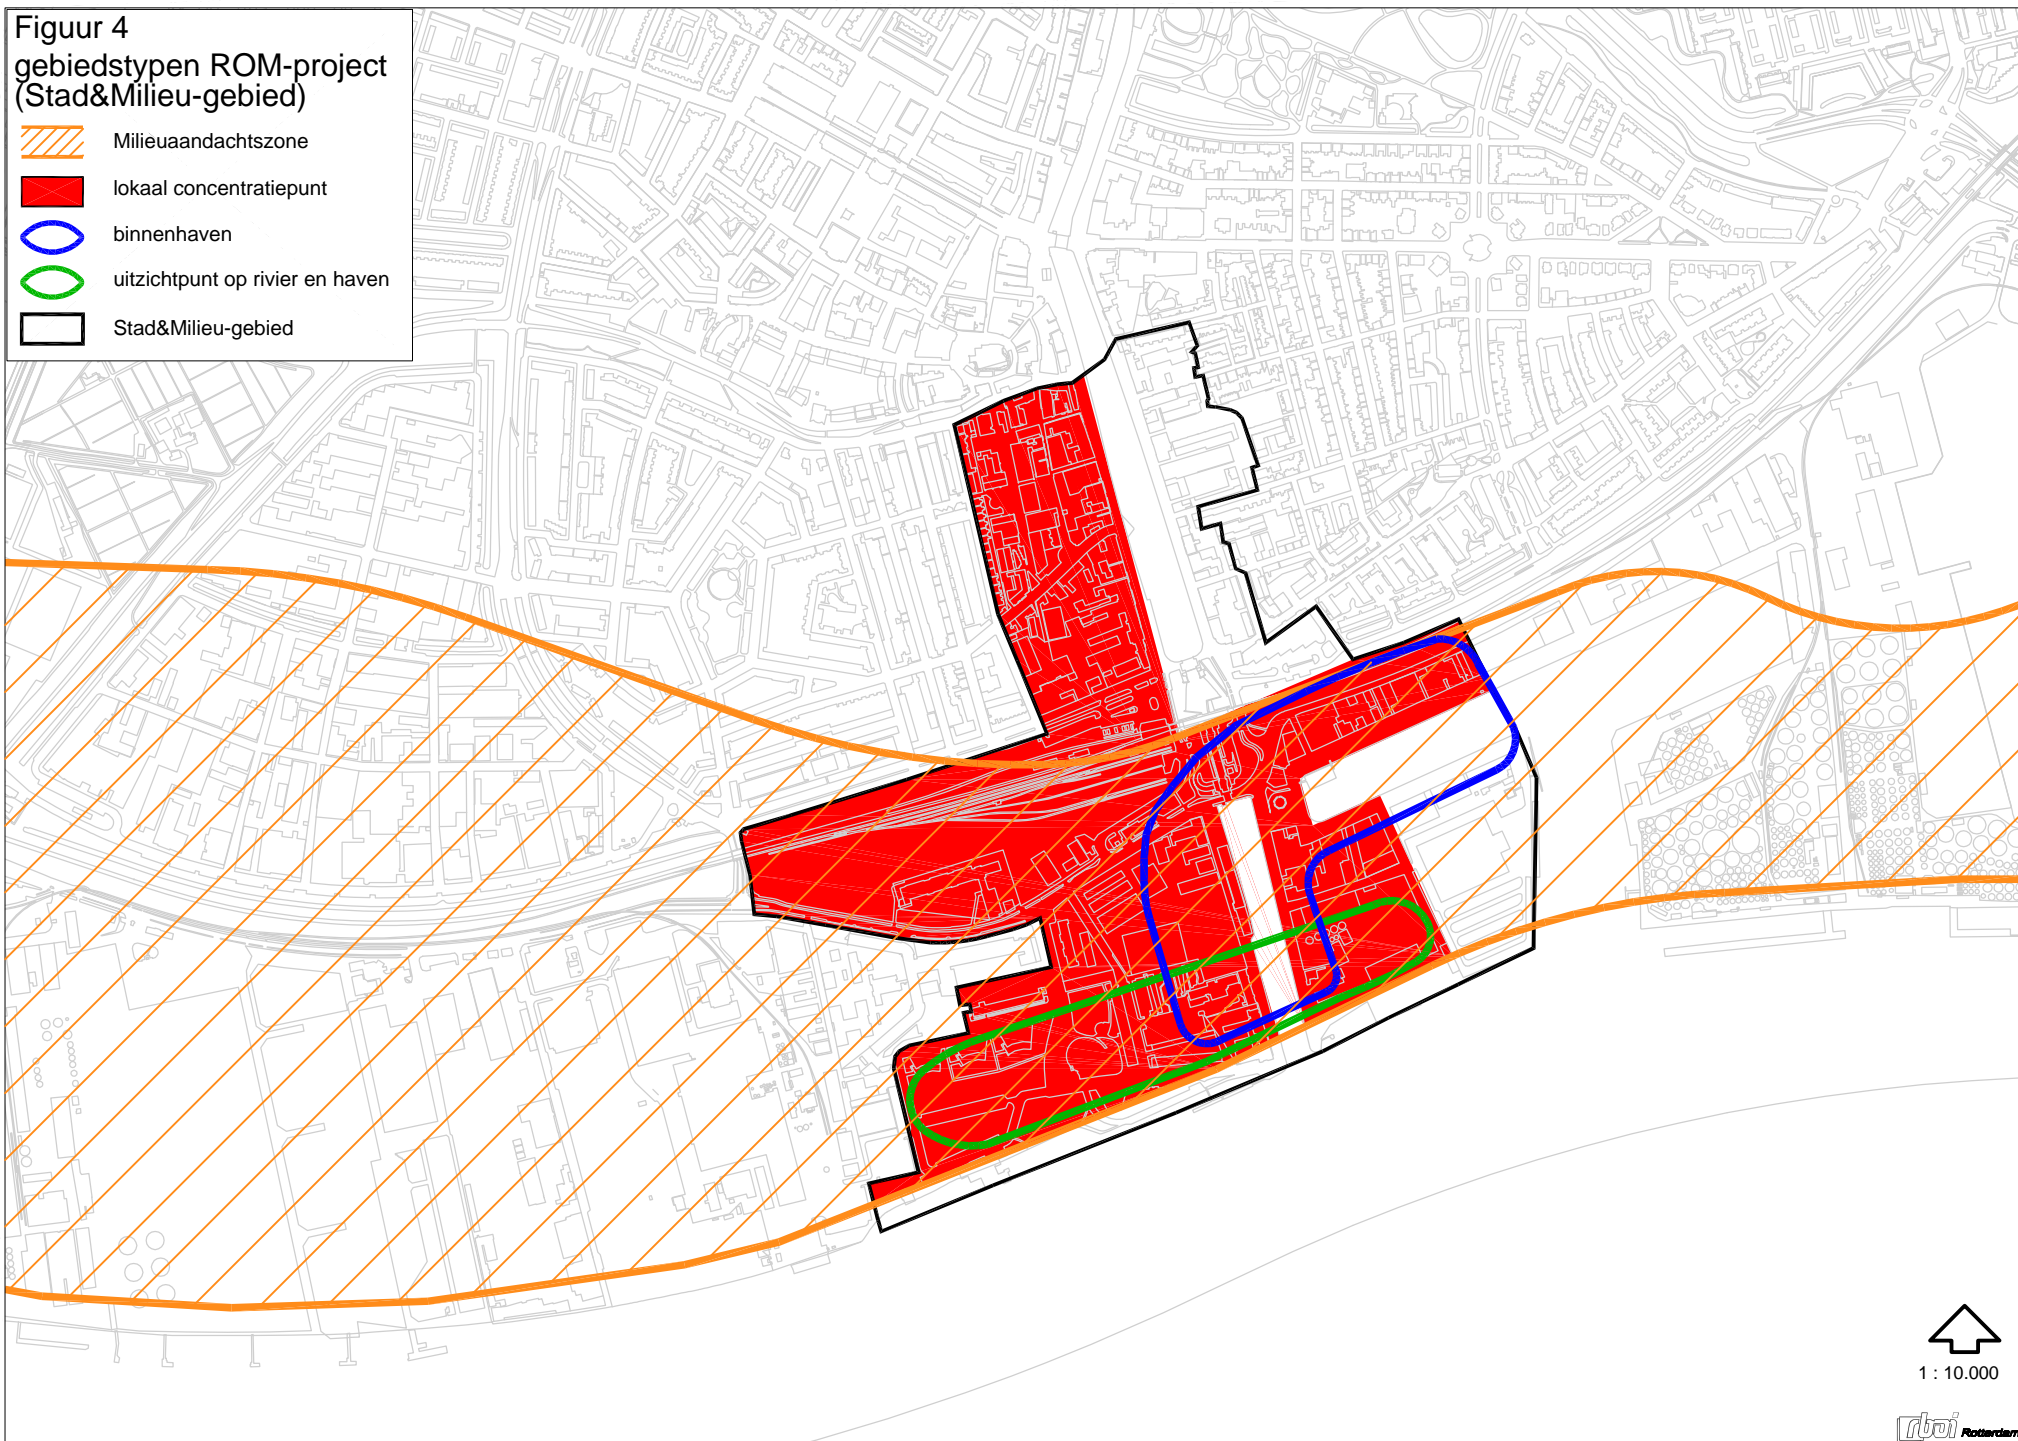 Figuur 4
gebiedstypen ROM-project
(Stad&Milieu-gebied)
Milieuaandachtszone
lokaal concentratiepunt
binnenhaven
uitzichtpunt op rivier en haven
Stad&Milieu-gebied
1 : 10.000
rboi Rotterdam